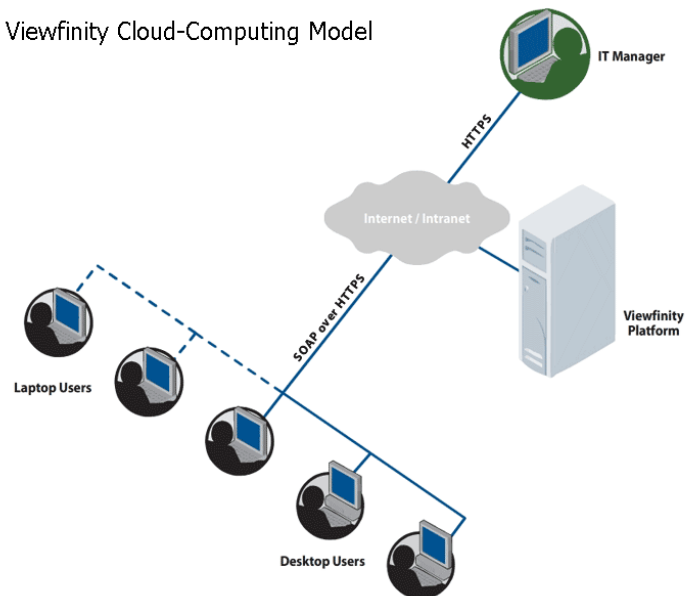 Viewfinity Cloud-Computing Model
IT Manager
HTTPS
Internet / Intranet
SOAP over HTTPS
Viewfinity
Platform
Laptop Users
Desktop Users